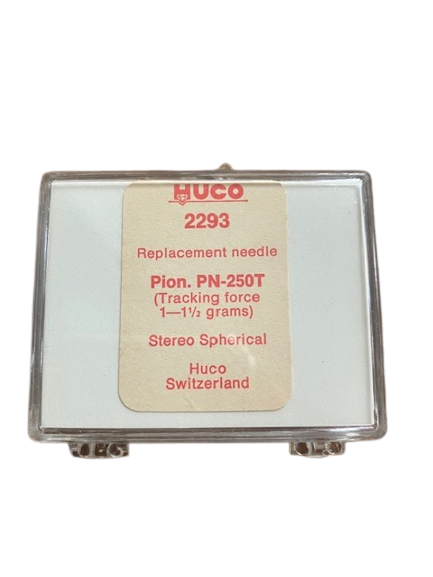 HUCO
2293
Replacement needle
Pion. PN-250T
(Tracking force
1—1½ grams)
Stereo Spherical
Huco
Switzerland